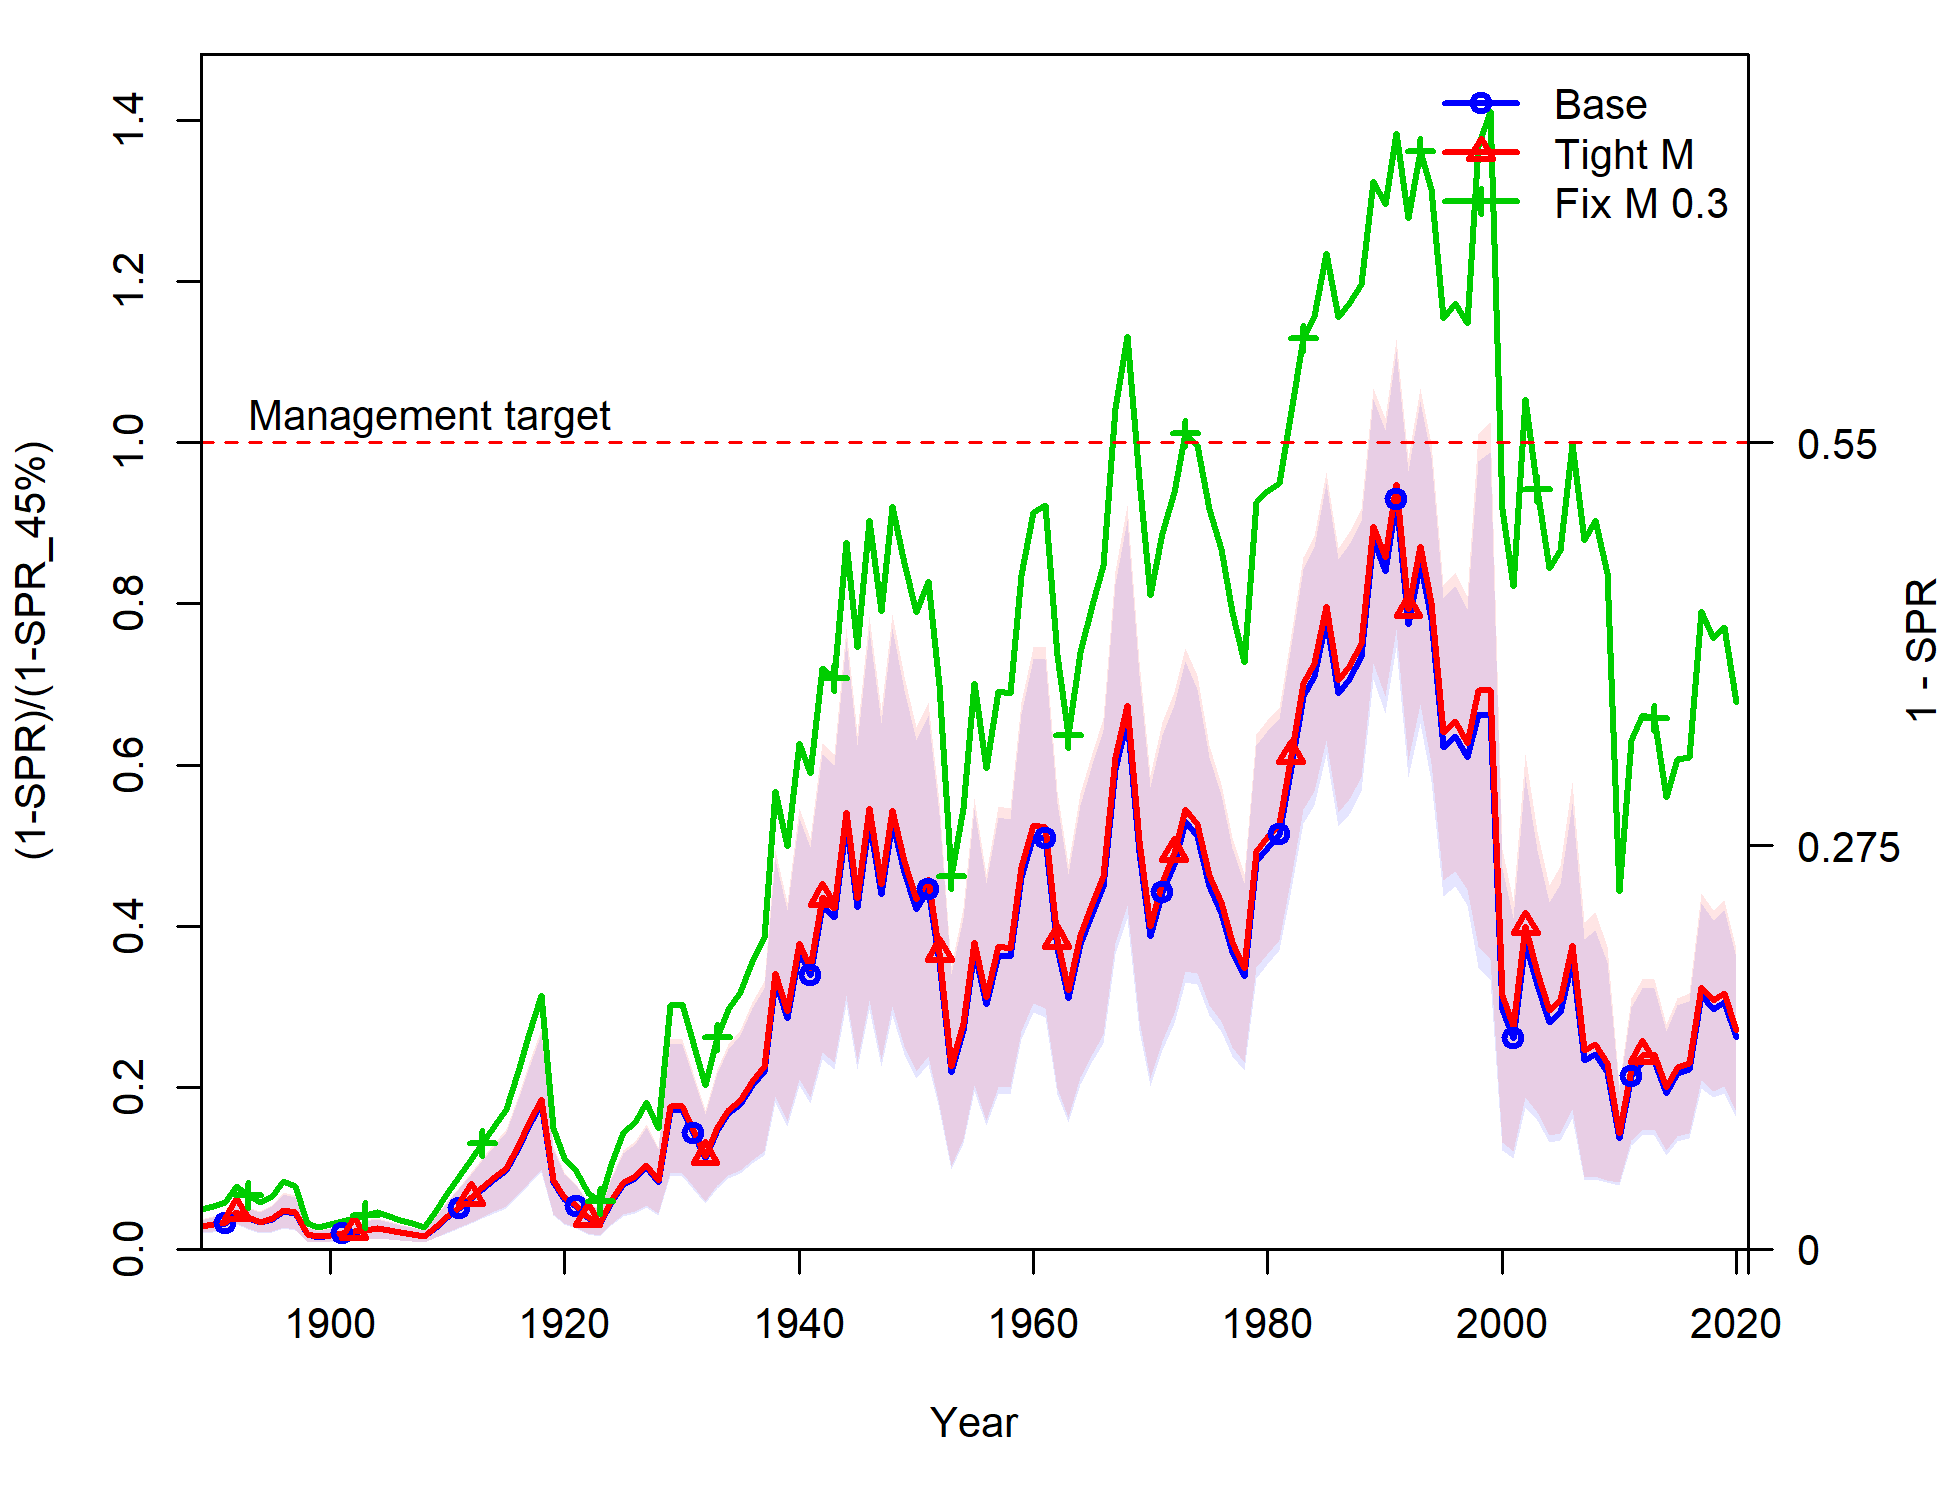 Base
Tight M
Fix M 0.3
Management target
(1-SPR)/(1-SPR_45%)
1.4
1.2
1.0
0.8
0.6
0.4
0.2
0.0
0.55
0.275
0
1 - SPR
1900 1920 1940 1960 1980 2000 2020
Year